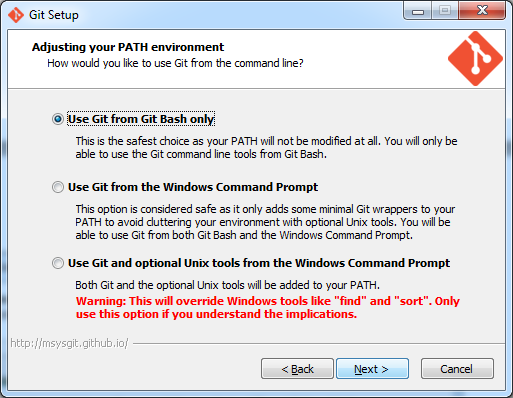 Git Setup
Adjusting your PATH environment
How would you like to use Git from the command line?
Use Git from Git Bash only
This is the safest choice as your PATH will not be modified at all. You will only be
able to use the Git command line tools from Git Bash.
Use Git from the Windows Command Prompt
This option is considered safe as it only adds some minimal Git wrappers to your
PATH to avoid cluttering your environment with optional Unix tools. You will be
able to use Git from both Git Bash and the Windows Command Prompt.
Use Git and optional Unix tools from the Windows Command Prompt
Both Git and the optional Unix tools will be added to your PATH.
Warning: This will override Windows tools like "find" and "sort". Only
use this option if you understand the implications.
http://msysgit.github.io/
< Back
Next >
Cancel